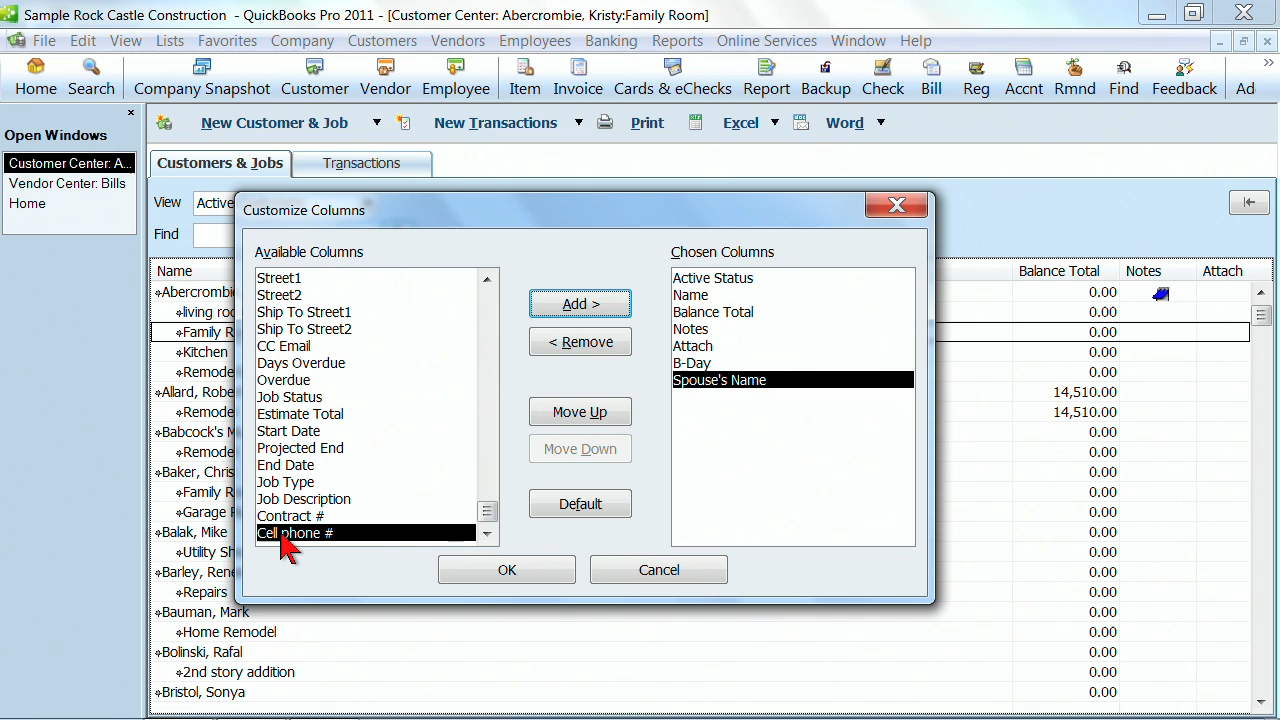 Sample Rock Castle Construction - QuickBooks Pro 2011 - [Customer Center: Abercrombie, Kristy:Family Room]
File Edit View Lists Favorites Company Customers Vendors Employees Banking Reports Online Services Window Help
Home Search Company Snapshot Customer Vendor Employee Item Invoice Cards & eChecks Report Backup Check Bill Reg Accnt Rmnd Find Feedback Ad
Open Windows
Customer Center: A...
Vendor Center: Bills
Home
New Customer & Job New Transactions Print Excel Word
Customers & Jobs Transactions
View Active
Find
Name Balance Total Notes Attach
Abercrombie 0.00
living ro 0.00
Family R 0.00
Kitchen 0.00
Remode 0.00
Allard, Robe 14,510.00
Remode 14,510.00
Babcock's M 0.00
Remode 0.00
Baker, Chris 0.00
Family R 0.00
Garage 0.00
Balak, Mike 0.00
Utility Sh 0.00
Barley, Rene 0.00
Repairs 0.00
Bauman, Mark 0.00
Home Remodel 0.00
Bolinski, Rafal 0.00
2nd story addition 0.00
Bristol, Sonya 0.00
Customize Columns
Available Columns
Street1
Street2
Ship To Street1
Ship To Street2
CC Email
Days Overdue
Overdue
Job Status
Estimate Total
Start Date
Projected End
End Date
Job Type
Job Description
Contract #
Cell phone #
Add >
< Remove
Move Up
Move Down
Default
Chosen Columns
Active Status
Name
Balance Total
Notes
Attach
B-Day
Spouse's Name
OK Cancel